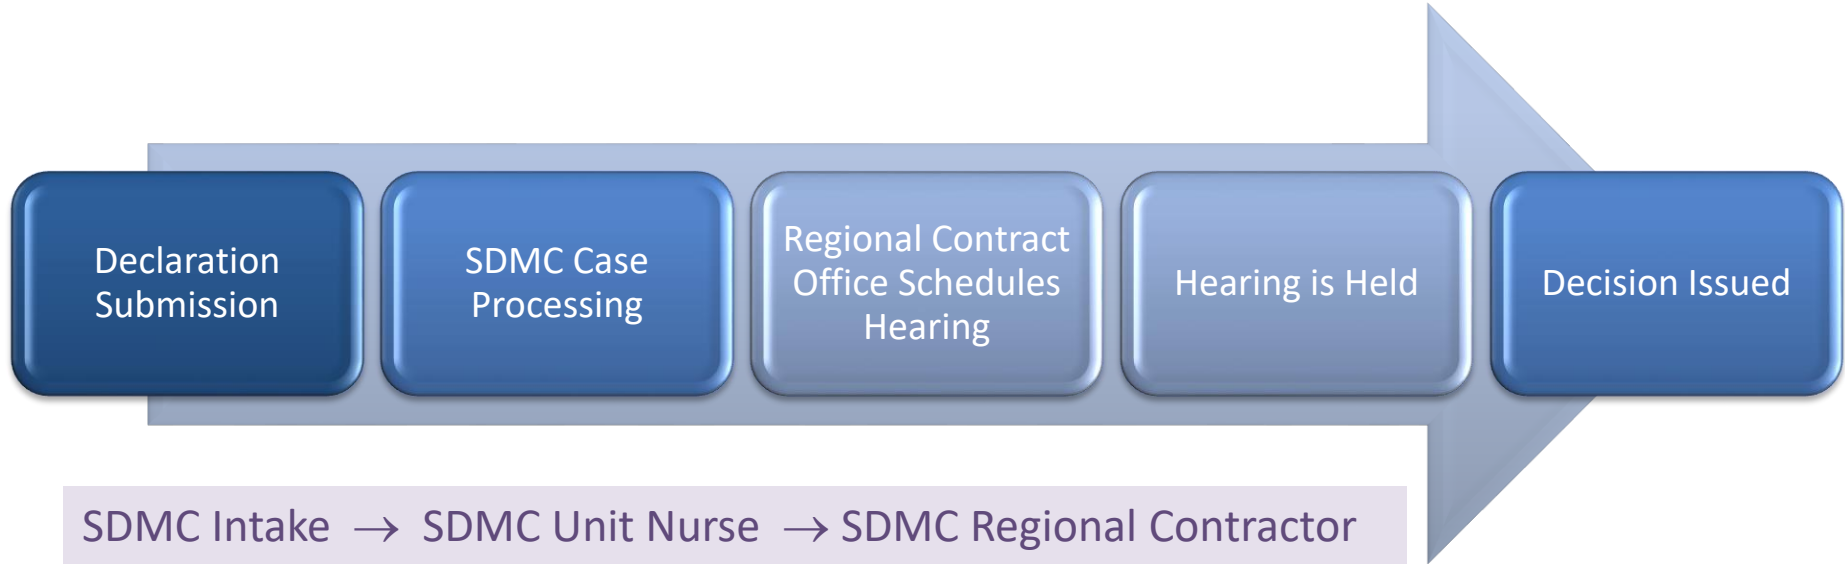 Declaration
Submission
SDMC Case
Processing
Regional Contract
Office Schedules
Hearing
Hearing is Held
Decision Issued
SDMC Intake → SDMC Unit Nurse → SDMC Regional Contractor